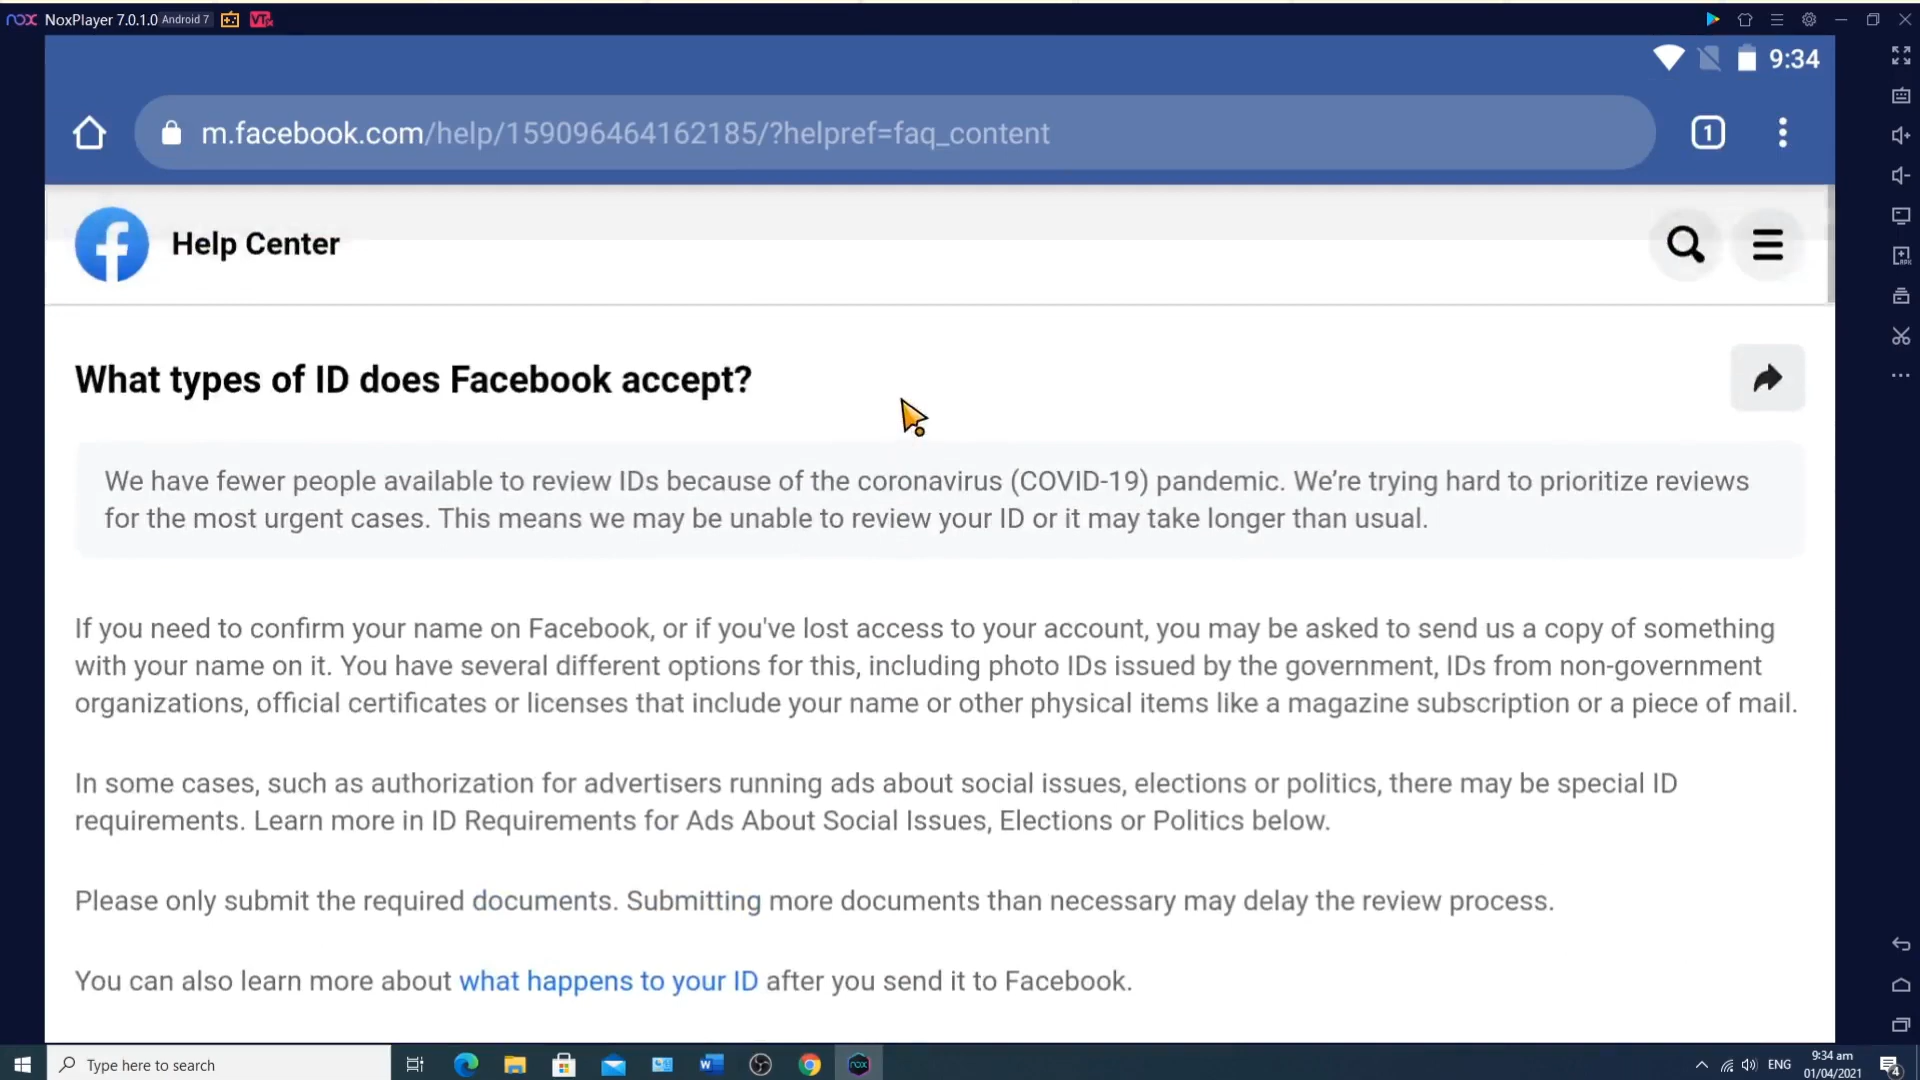 nox NoxPlayer 7.0.1.0 Android 7
9:34
m.facebook.com/help/159096464162185/?helpref=faq_content
1
Help Center
What types of ID does Facebook accept?
We have fewer people available to review IDs because of the coronavirus (COVID-19) pandemic. We’re trying hard to prioritize reviews
for the most urgent cases. This means we may be unable to review your ID or it may take longer than usual.
If you need to confirm your name on Facebook, or if you've lost access to your account, you may be asked to send us a copy of something
with your name on it. You have several different options for this, including photo IDs issued by the government, IDs from non-government
organizations, official certificates or licenses that include your name or other physical items like a magazine subscription or a piece of mail.
In some cases, such as authorization for advertisers running ads about social issues, elections or politics, there may be special ID
requirements. Learn more in ID Requirements for Ads About Social Issues, Elections or Politics below.
Please only submit the required documents. Submitting more documents than necessary may delay the review process.
You can also learn more about what happens to your ID after you send it to Facebook.
Type here to search
ENG
9:34 am
01/04/2021
4